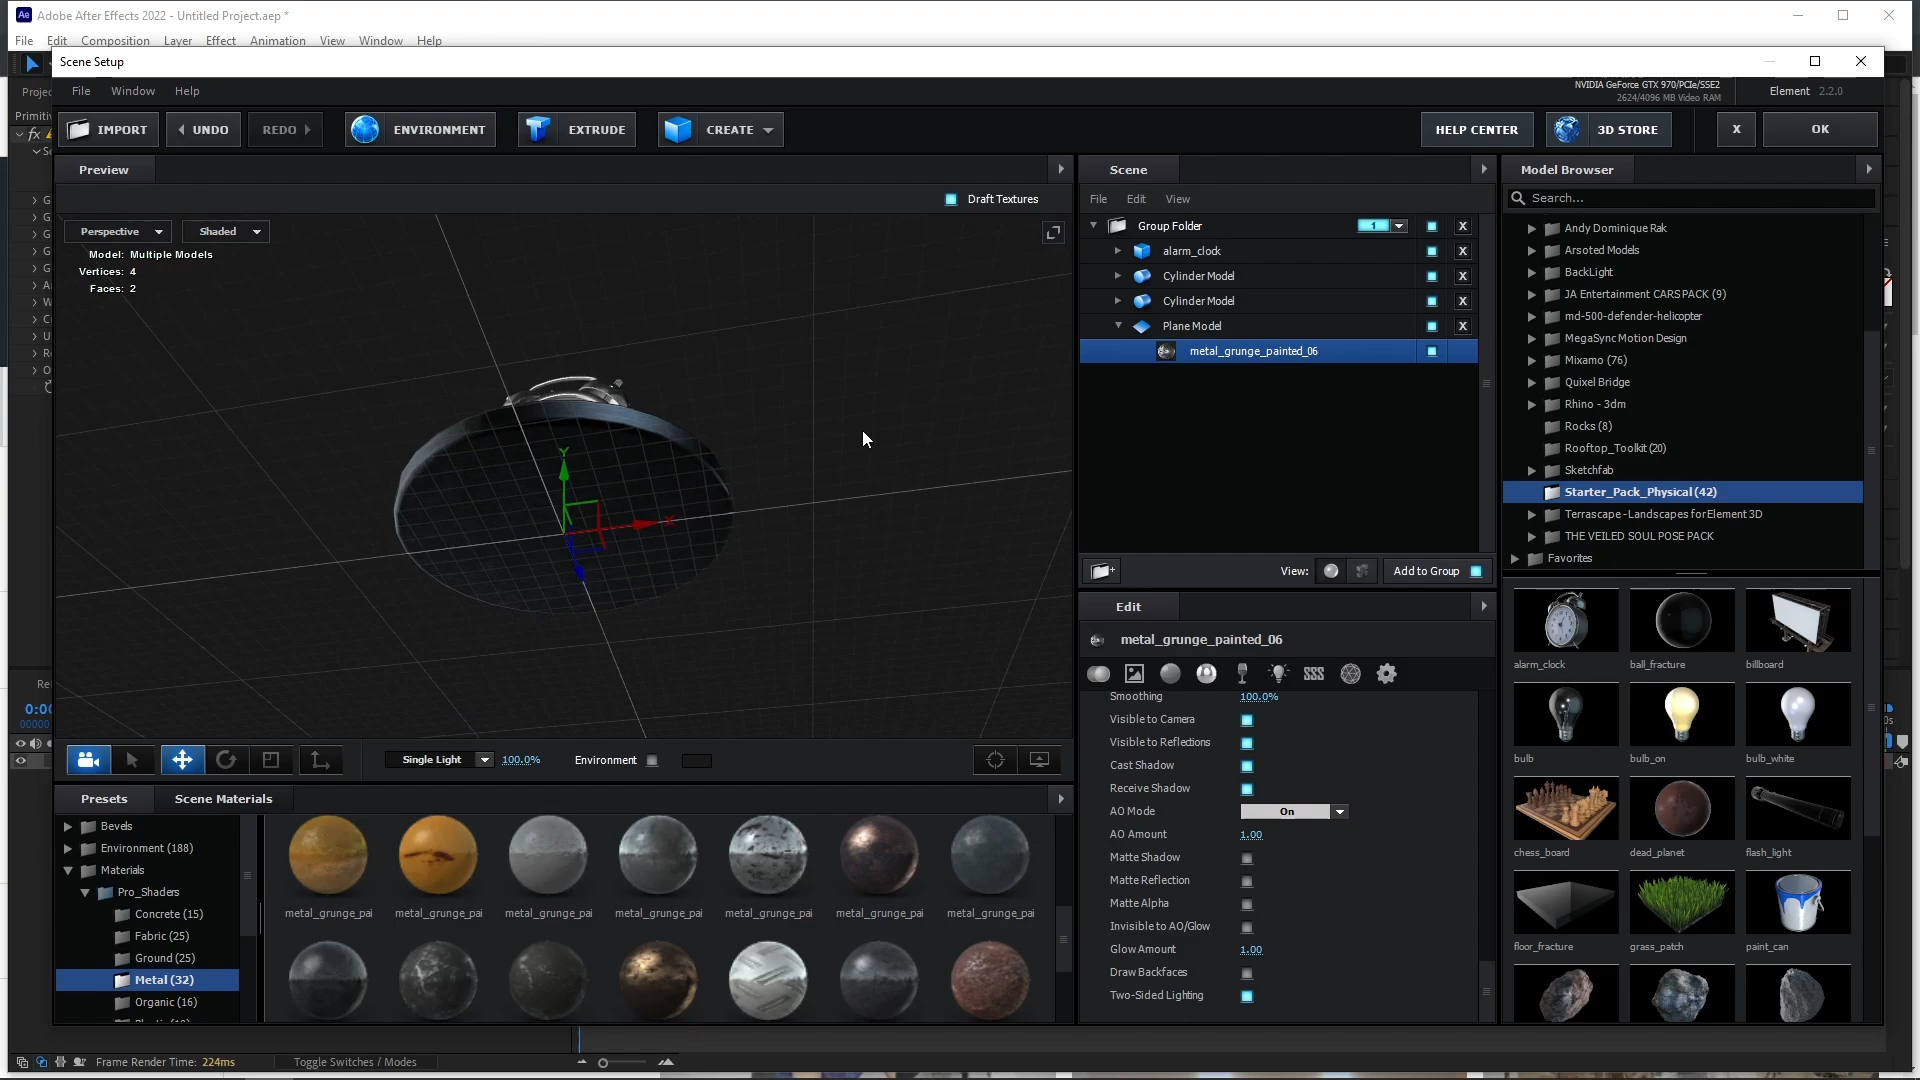 Adobe After Effects 2022 - Untitled Project.aep *
File Edit Composition Layer Effect Animation View Window Help
Scene Setup
File Window Help
NVIDIA GeForce GTX 970/PCIe/SSE2
2624/4096 MB Video RAM
Element 2.2.0
IMPORT UNDO REDO ENVIRONMENT EXTRUDE CREATE HELP CENTER 3D STORE X OK
Preview
Draft Textures
Perspective Shaded
Model: Multiple Models
Vertices: 4
Faces: 2
Y
X
Single Light 100.0% Environment
Scene
File Edit View
Group Folder 1 X
alarm_clock X
Cylinder Model X
Cylinder Model X
Plane Model X
metal_grunge_painted_06
View: Add to Group
Edit
metal_grunge_painted_06
Smoothing 100.0%
Visible to Camera
Visible to Reflections
Cast Shadow
Receive Shadow
AO Mode On
AO Amount 1.00
Matte Shadow
Matte Reflection
Matte Alpha
Invisible to AO/Glow
Glow Amount 1.00
Draw Backfaces
Two-Sided Lighting
Model Browser
Search...
Andy Dominique Rak
Arsoted Models
BackLight
JA Entertainment CARS PACK (9)
md-500-defender-helicopter
MegaSync Motion Design
Mixamo (76)
Quixel Bridge
Rhino - 3dm
Rocks (8)
Rooftop_Toolkit (20)
Sketchfab
Starter_Pack_Physical (42)
Terrascape - Landscapes for Element 3D
THE VEILED SOUL POSE PACK
Favorites
alarm_clock ball_fracture billboard
bulb bulb_on bulb_white
chess_board dead_planet flash_light
floor_fracture grass_patch paint_can
Presets Scene Materials
Bevels
Environment (188)
Materials
Pro_Shaders
Concrete (15)
Fabric (25)
Ground (25)
Metal (32)
Organic (16)
metal_grunge_pai metal_grunge_pai metal_grunge_pai metal_grunge_pai metal_grunge_pai metal_grunge_pai metal_grunge_pai
Frame Render Time: 224ms Toggle Switches / Modes